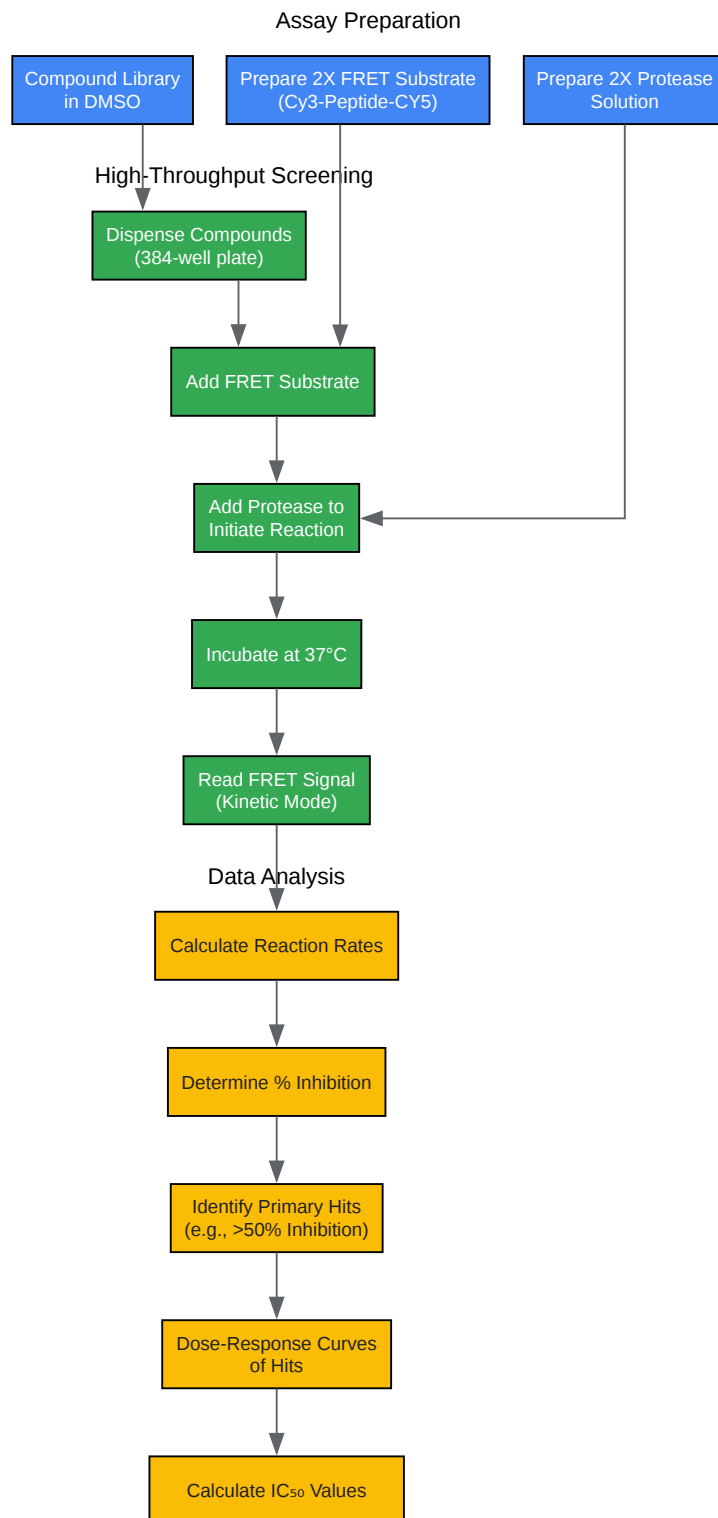 Assay Preparation
Compound Library
in DMSO
Prepare 2X FRET Substrate
(Cy3-Peptide-CY5)
Prepare 2X Protease
Solution
High-Throughput Screening
Dispense Compounds
(384-well plate)
Add FRET Substrate
Add Protease to
Initiate Reaction
Incubate at 37°C
Read FRET Signal
(Kinetic Mode)
Data Analysis
Calculate Reaction Rates
Determine % Inhibition
Identify Primary Hits
(e.g., >50% Inhibition)
Dose-Response Curves
of Hits
Calculate IC₅₀ Values